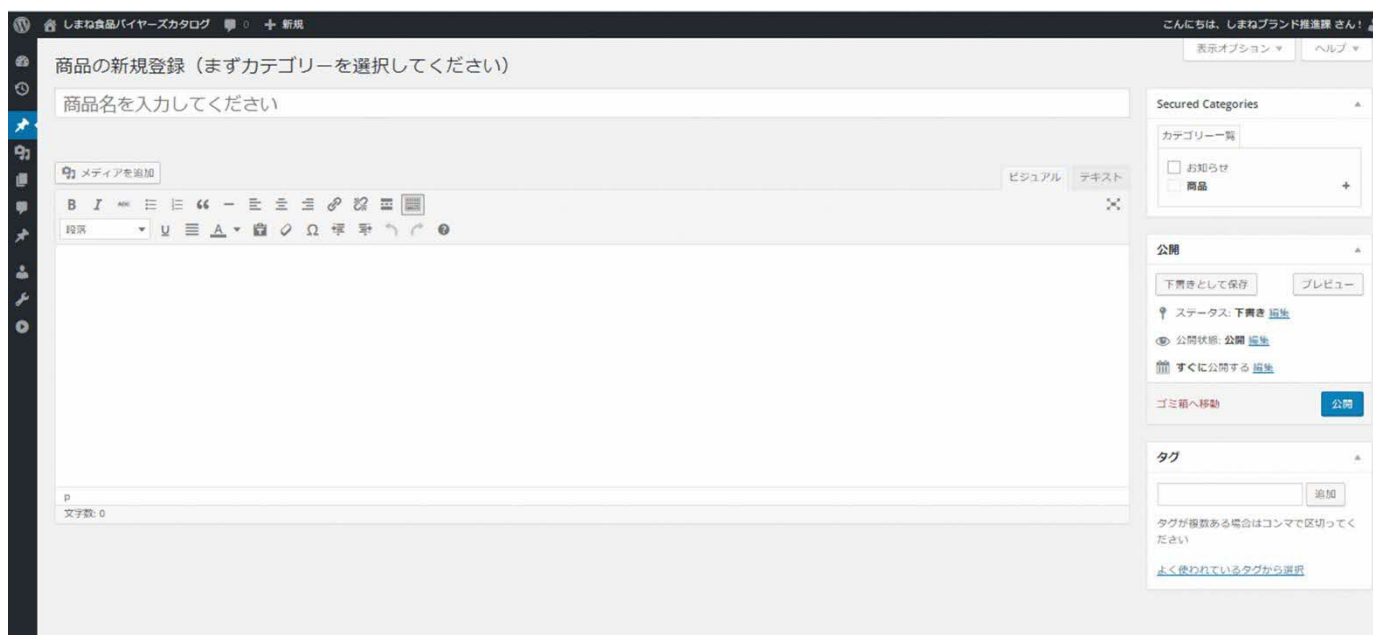 しまね食品バイヤーズカタログ 0 新規
こんにちは、しまねブランド推進課 さん!
表示オプション ヘルプ
商品の新規登録（まずカテゴリーを選択してください）
商品名を入力してください
メディアを追加
ビジュアル テキスト
B I ABC
段落 U A Ω
p
文字数: 0
Secured Categories
カテゴリー一覧
お知らせ
商品 +
公開
下書きとして保存 プレビュー
ステータス: 下書き 編集
公開状態: 公開 編集
すぐに公開する 編集
ゴミ箱へ移動 公開
タグ
追加
タグが複数ある場合はコンマで区切ってく
ださい
よく使われているタグから選択